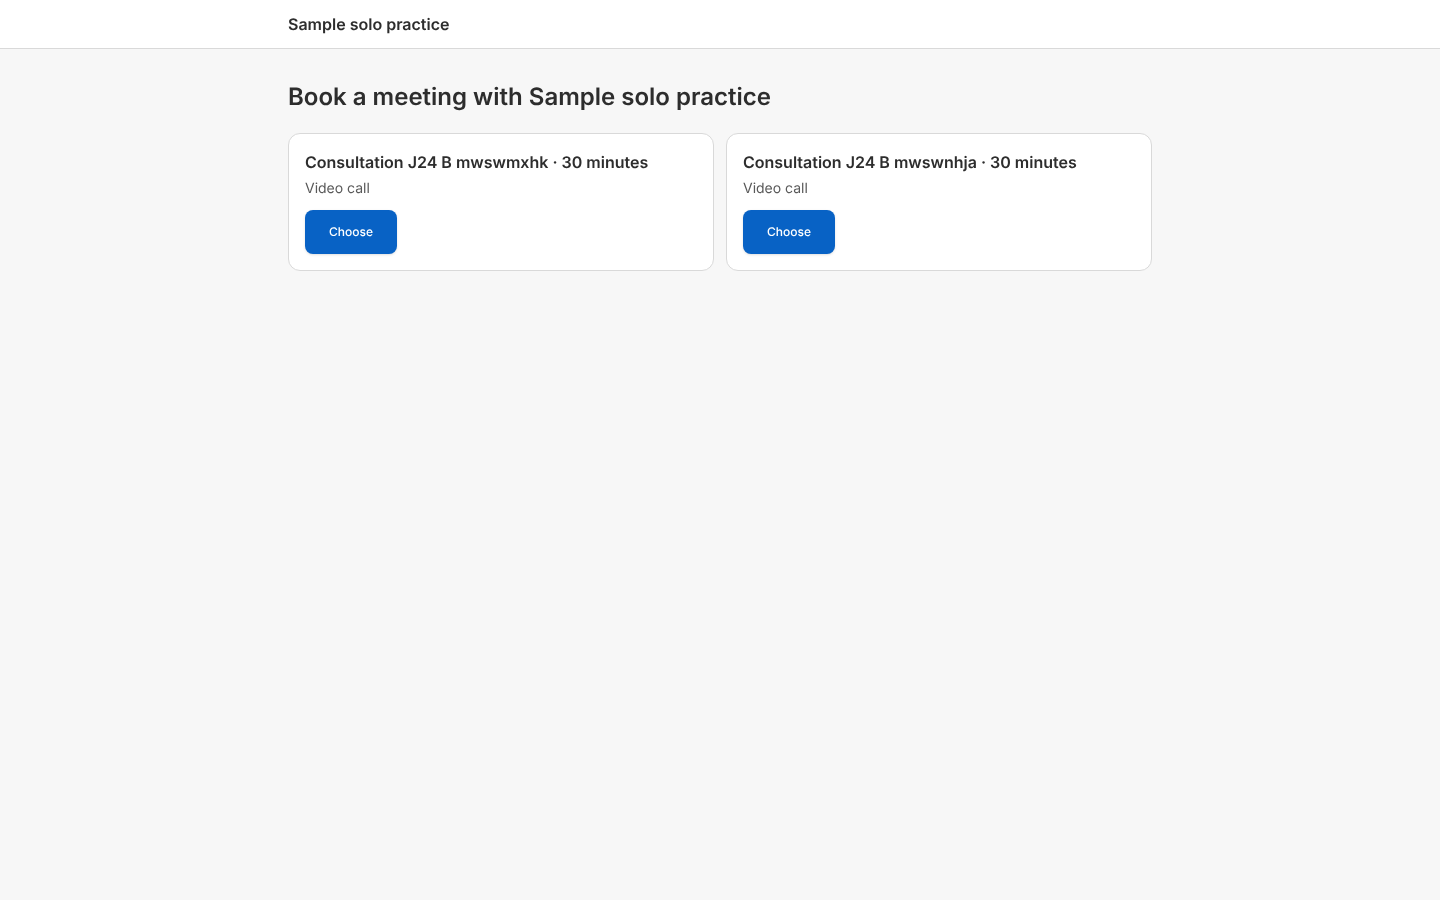 Sample solo practice
Book a meeting with Sample solo practice
Consultation J24 B mwswmxhk · 30 minutes
Video call
Choose
Consultation J24 B mwswnhja · 30 minutes
Video call
Choose